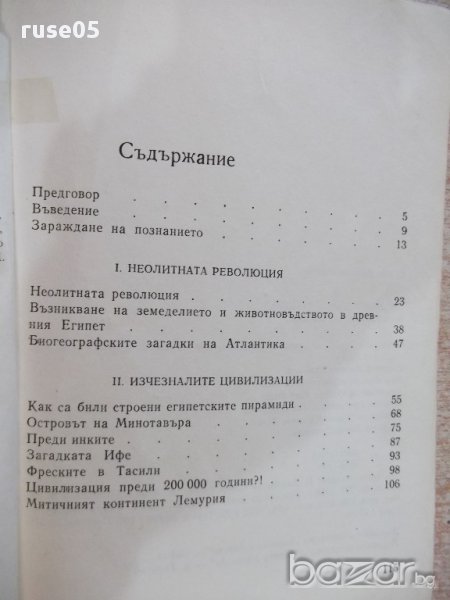 ruse05
Съдържание
Предговор . . . . . . . . 5
Въведение . . . . . . . . 9
Зараждане на познанието . . . . . . 13
I. НЕОЛИТНАТА РЕВОЛЮЦИЯ
Неолитната революция . . . . . . 23
Възникване на земеделието и животновъдството в древ-
ния Египет . . . . . . . . 38
Биогеографските загадки на Атлантика . . . . 47
II. ИЗЧЕЗНАЛИТЕ ЦИВИЛИЗАЦИИ
Как са били строени египетските пирамиди . . . . 55
Островът на Минотавъра . . . . . . 68
Преди инките . . . . . . . . 75
Загадката Ифе . . . . . . . . 87
Фреските в Тасили . . . . . . . 93
Цивилизация преди 200 000 години?! . . . . 98
Митичният континент Лемурия . . . . . 106
bazar.bg